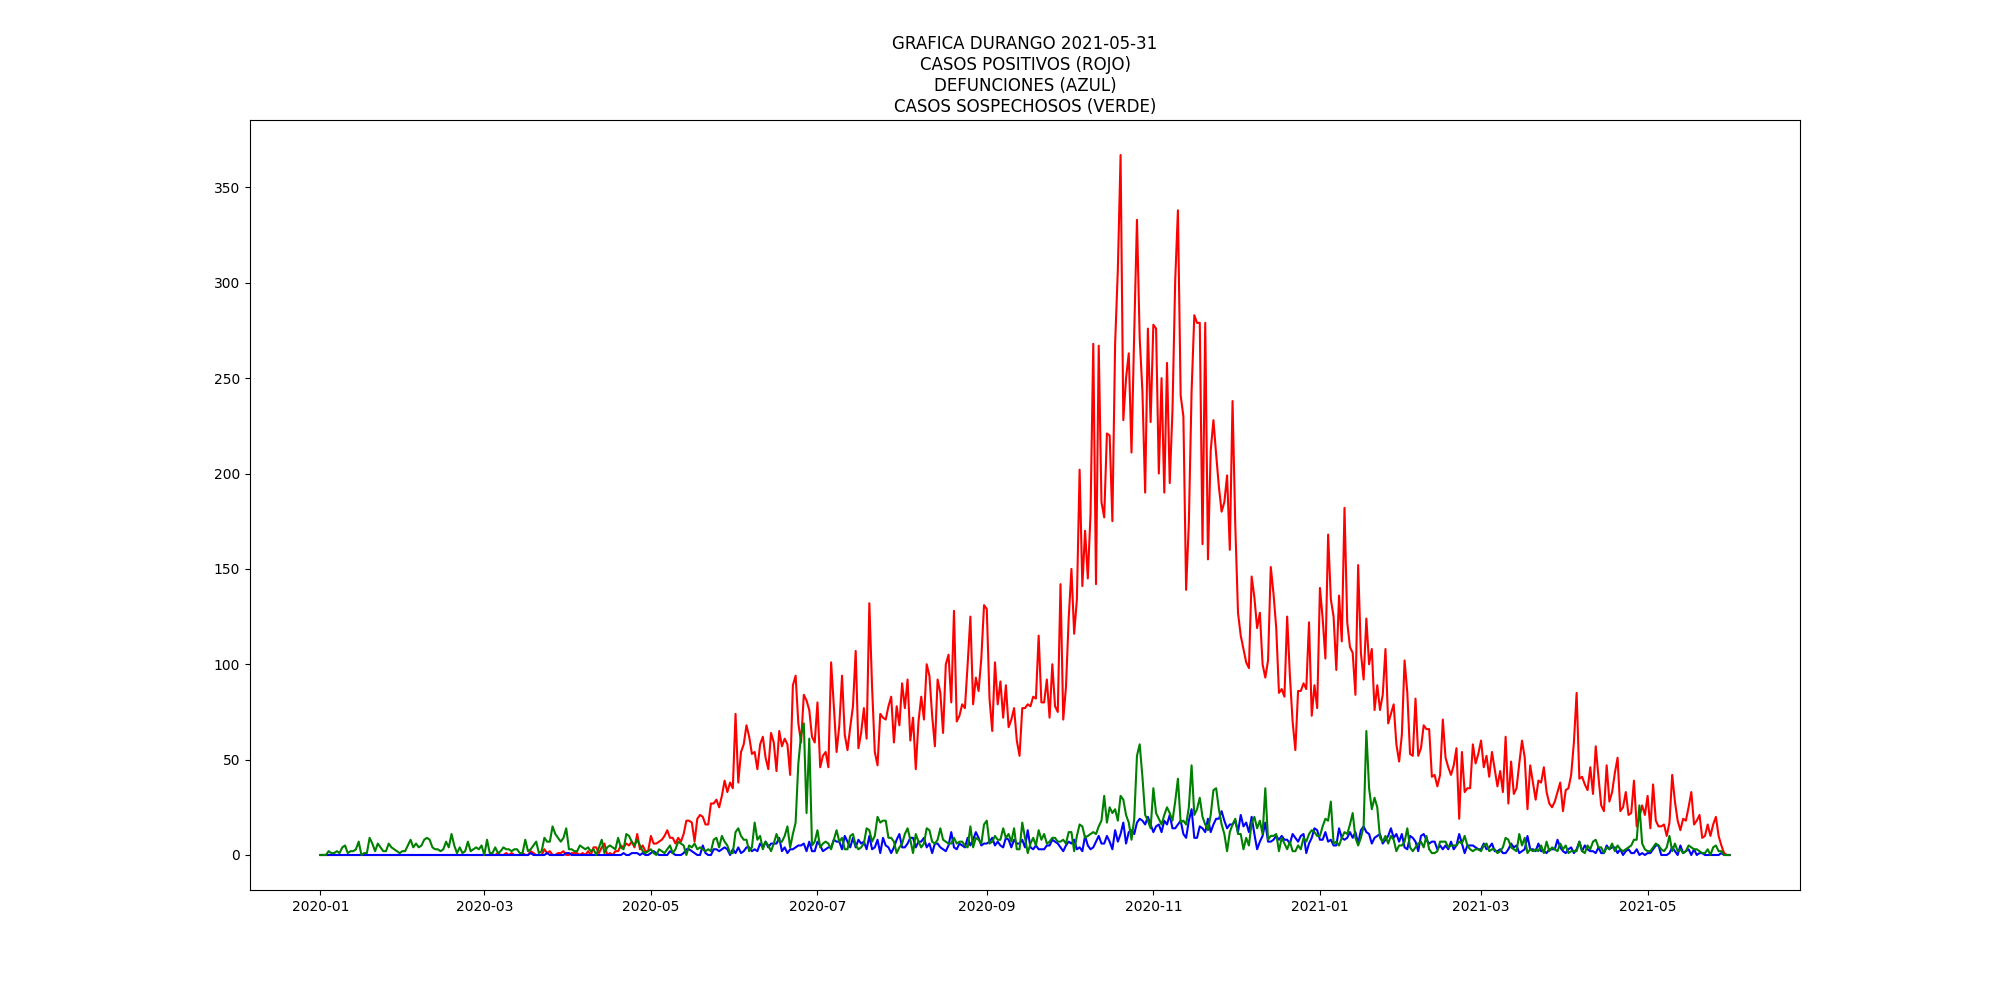 GRAFICA DURANGO 2021-05-31
CASOS POSITIVOS (ROJO)
DEFUNCIONES (AZUL)
CASOS SOSPECHOSOS (VERDE)
350
300
250
200
150
100
50
0
2020-01 2020-03 2020-05 2020-07 2020-09 2020-11 2021-01 2021-03 2021-05